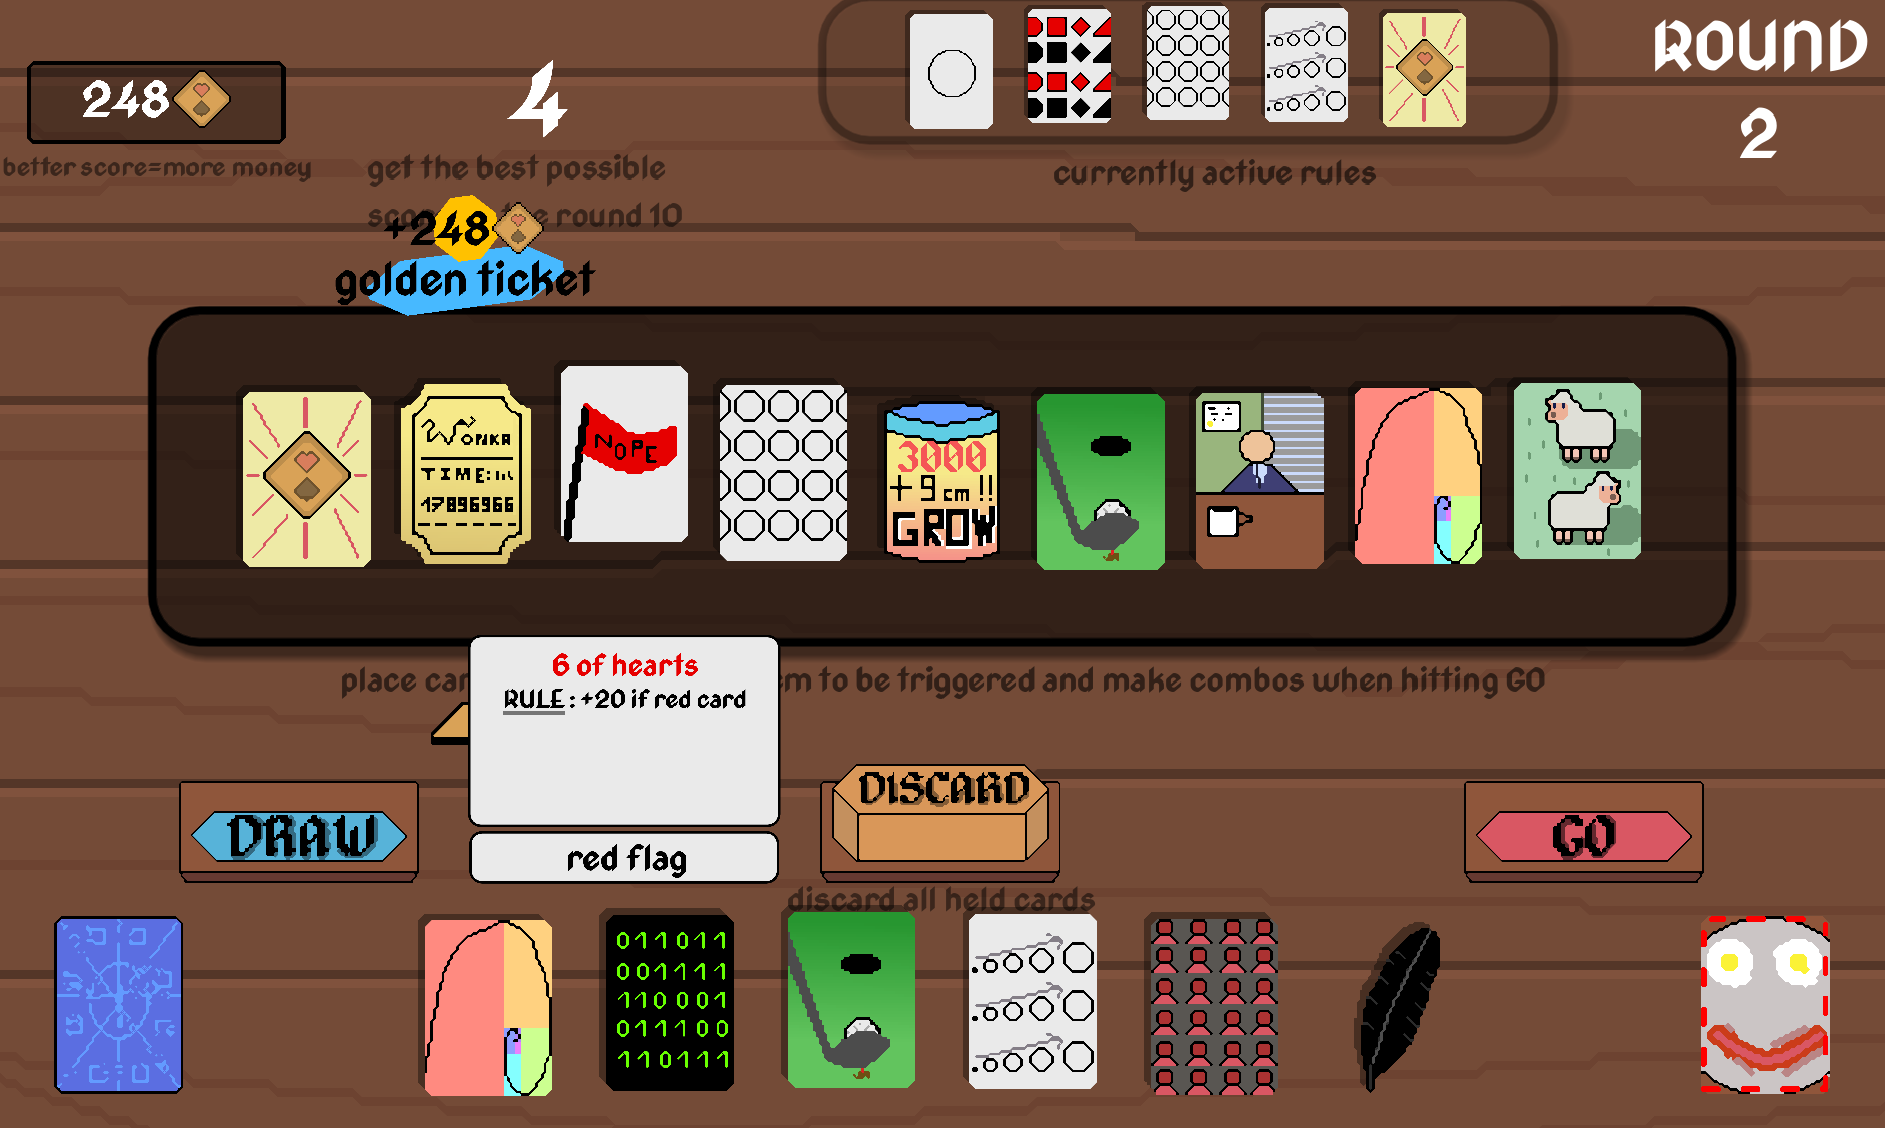 248
better score=more money
4
get the best possible
round 10
+248
golden ticket
currently active rules
ROUND
2
WONKA
TIME:
17896966
NOPE
3000
+9cm!!
GROW
place car
m to be triggered and make combos when hitting GO
6 of hearts
RULE: +20 if red card
red flag
DRAW
DISCARD
GO
discard all held cards
011011
001111
110001
011100
110111